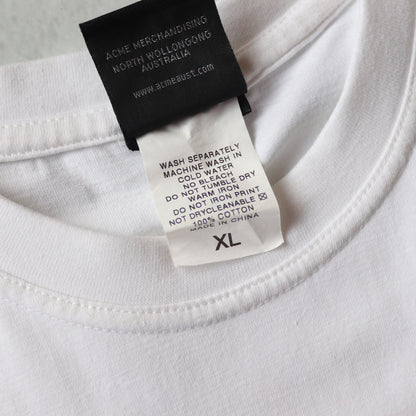 ACME MERCHANDISING
NORTH WOLLONGONG
AUSTRALIA
www.acmeaust.com
WASH SEPARATELY
MACHINE WASH IN
COLD WATER
NO BLEACH
DO NOT TUMBLE DRY
WARM IRON
DO NOT IRON PRINT
NOT DRYCLEANABLE
100% COTTON
MADE IN CHINA
XL